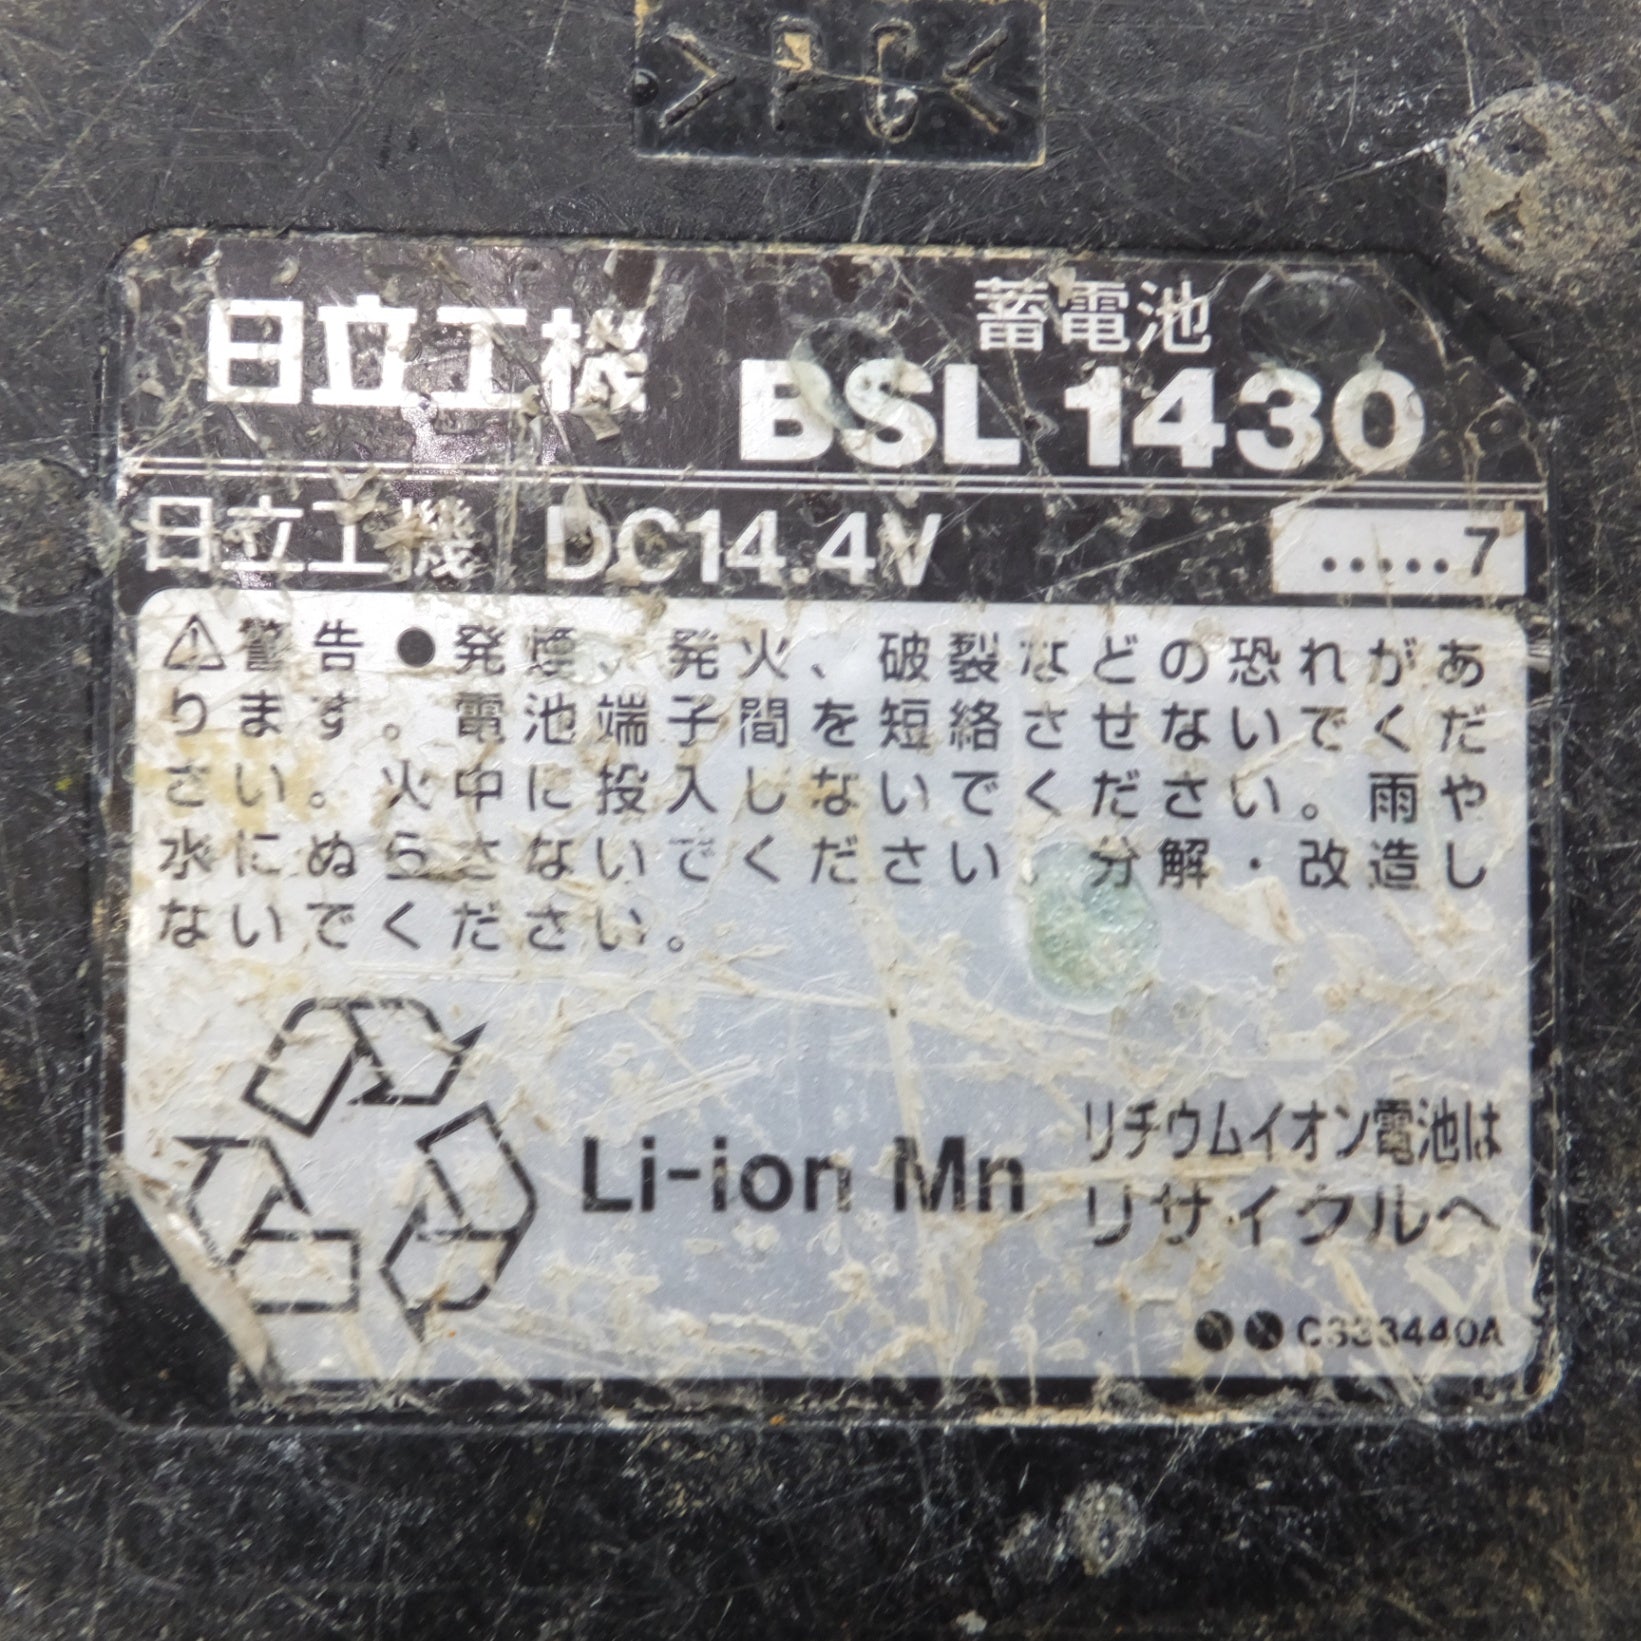 >PC<
日立工機
蓄電池
BSL 1430
日立工機 DC14.4V
.....7
⚠警告●発煙、発火、破裂などの恐れがあ
ります。電池端子間を短絡させないでくだ
さい。火中に投入しないでください。雨や
水にぬらさないでください。分解・改造し
ないでください。
Li-ion Mn
リチウムイオン電池は
リサイクルへ
●● C333440A